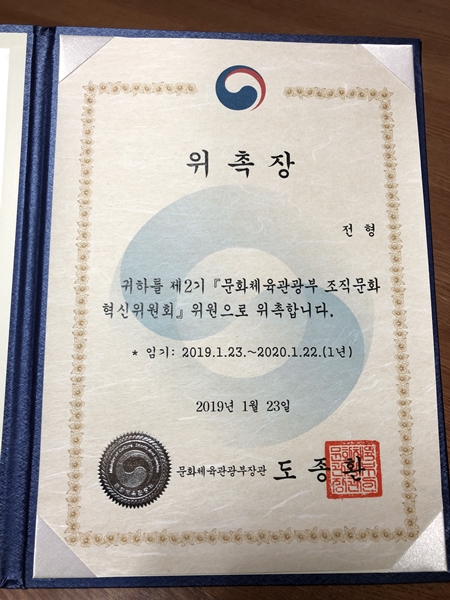 위 촉 장
전 형
귀하를 제2기 『문화체육관광부 조직문화
혁신위원회』 위원으로 위촉합니다.
* 임기: 2019.1.23.~2020.1.22.(1년)
2019년 1월 23일
문화체육관광부장관 도 종 환